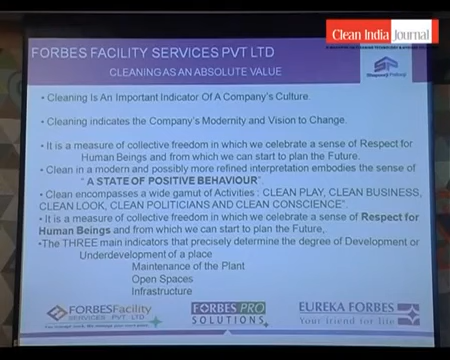 Clean India Journal
FORBES FACILITY SERVICES PVT LTD
CLEANING AS AN ABSOLUTE VALUE
Shapoorji Pallonji
• Cleaning Is An Important Indicator Of A Company's Culture.
• Cleaning indicates the Company's Modernity and Vision to Change.
• It is a measure of collective freedom in which we celebrate a sense of Respect for
Human Beings and from which we can start to plan the Future.
• Clean in a modern and possibly more refined interpretation embodies the sense of
" A STATE OF POSITIVE BEHAVIOUR".
• Clean encompasses a wide gamut of Activities : CLEAN PLAY, CLEAN BUSINESS,
CLEAN LOOK, CLEAN POLITICIANS AND CLEAN CONSCIENCE".
• It is a measure of collective freedom in which we celebrate a sense of Respect for
Human Beings and from which we can start to plan the Future,
•The THREE main indicators that precisely determine the degree of Development or
Underdevelopment of a place
Maintenance of the Plant
Open Spaces
Infrastructure
FORBESFacility
SERVICES PVT. LTD
FORBES PRO
SOLUTIONS
EUREKA FORBES
Your friend for life